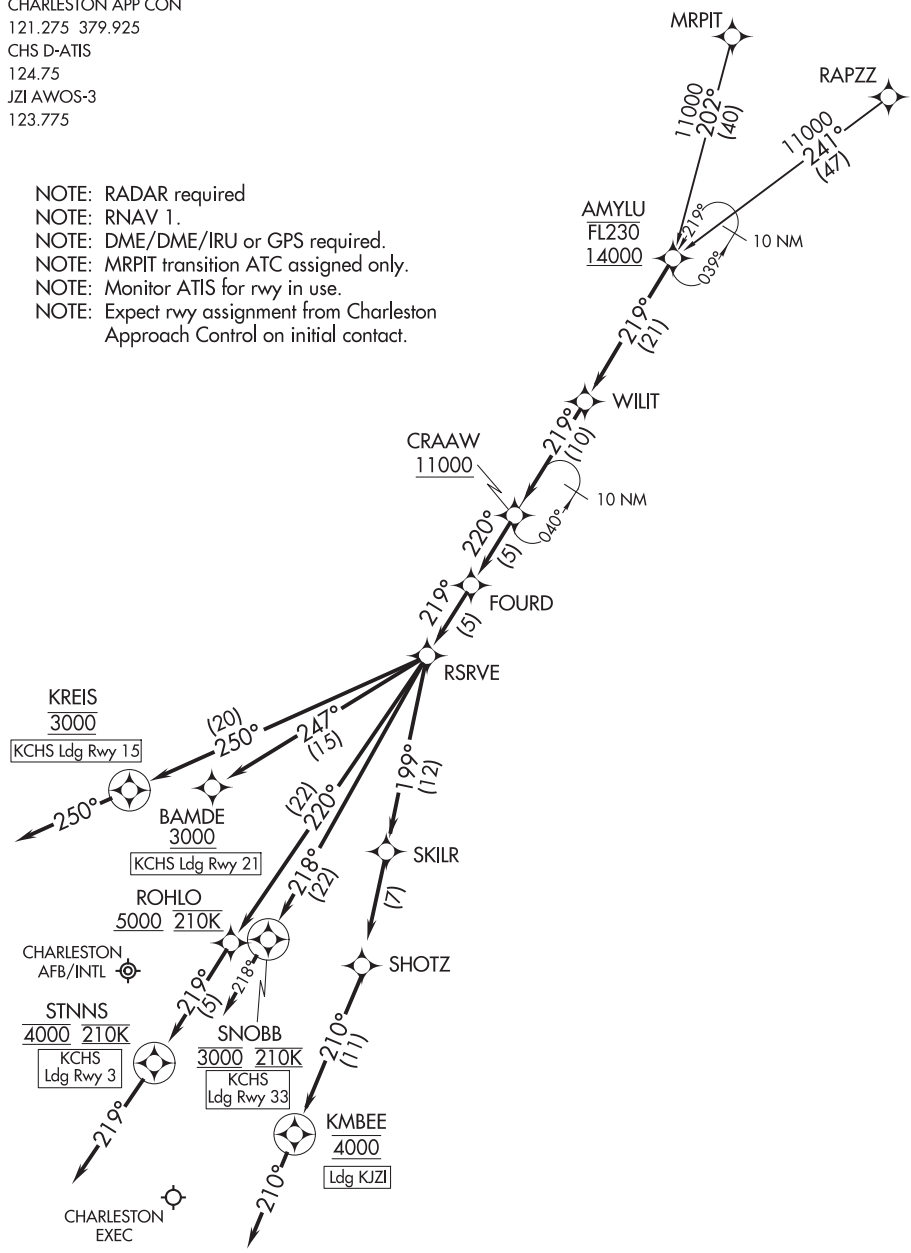 CHARLESTON APP CON
121.275 379.925
CHS D-ATIS
124.75
JZI AWOS-3
123.775
NOTE: RADAR required
NOTE: RNAV 1.
NOTE: DME/DME/IRU or GPS required.
NOTE: MRPIT transition ATC assigned only.
NOTE: Monitor ATIS for rwy in use.
NOTE: Expect rwy assignment from Charleston
Approach Control on initial contact.
MRPIT
11000
202°
(40)
RAPZZ
11000
241°
(47)
AMYLU
FL230
14000
219°
039°
10 NM
219°
(21)
WILIT
219°
(10)
CRAAW
11000
040°
10 NM
220°
(5)
FOURD
219°
(5)
RSRVE
KREIS
3000
KCHS Ldg Rwy 15
(20)
250°
250°
247°
(15)
BAMDE
3000
KCHS Ldg Rwy 21
(22)
220°
218°
(22)
199°
(12)
SKILR
(7)
SHOTZ
ROHLO
5000 210K
CHARLESTON
AFB/INTL
219°
(5)
218°
STNNS
4000 210K
KCHS
Ldg Rwy 3
219°
SNOBB
3000 210K
KCHS
Ldg Rwy 33
210°
(11)
KMBEE
4000
Ldg KJZI
210°
CHARLESTON
EXEC